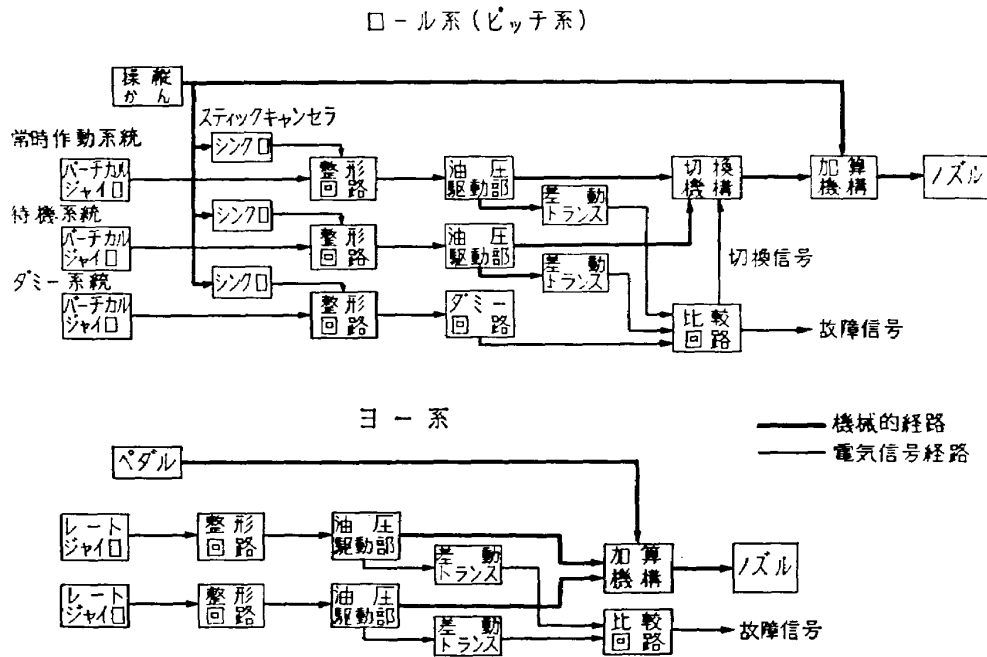 ロール系(ピッチ系)
操縦
かん
スティックキャンセラ
常時作動系統
シンクロ
バーチカル
ジャイロ
整形
回路
油圧
駆動部
切換
機構
加算
機構
ノズル
差動
トランス
待機系統
シンクロ
バーチカル
ジャイロ
整形
回路
油圧
駆動部
切換信号
差動
トランス
ダミー系統
シンクロ
バーチカル
ジャイロ
整形
回路
ダミー
回路
比較
回路
故障信号
ヨー系
機械的経路
電気信号経路
ペダル
レート
ジャイロ
整形
回路
油圧
駆動部
差動
トランス
加算
機構
ノズル
レート
ジャイロ
整形
回路
油圧
駆動部
差動
トランス
比較
回路
故障信号